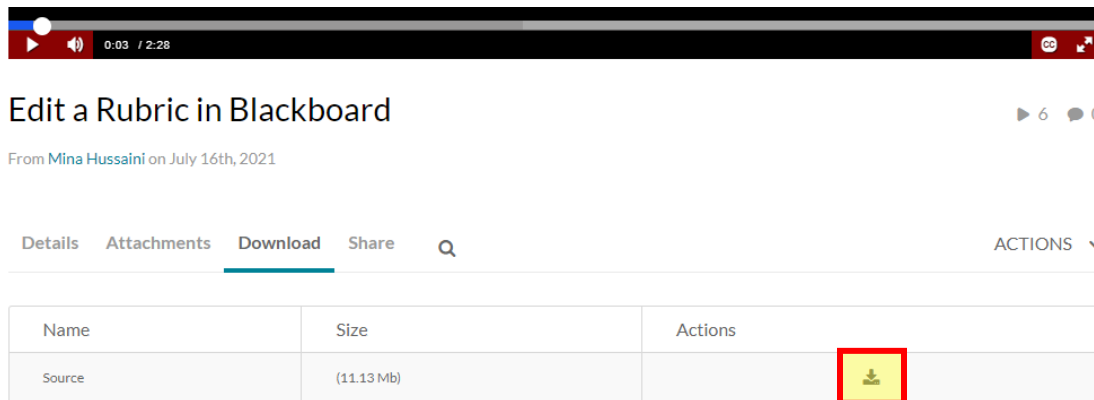 0:03 / 2:28 CC
Edit a Rubric in Blackboard 6
From Mina Hussaini on July 16th, 2021
Details Attachments Download Share ACTIONS
Name Size Actions
Source (11.13 Mb)